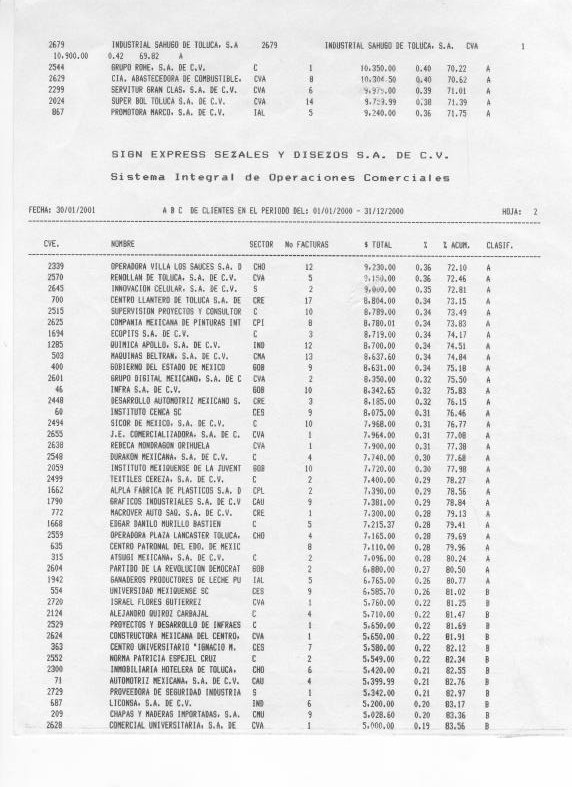 2679 INDUSTRIAL SAHUGO DE TOLUCA, S.A 2679 INDUSTRIAL SAHUGO DE TOLUCA, S.A. CVA 1
10,900.00 0.42 69.82 A
2544 GRUPO ROHE, S.A. DE C.V. C 1 10,350.00 0.40 70.22 A
2629 CIA. ABASTECEDORA DE COMBUSTIBLE, CVA 8 10,304.50 0.40 70.62 A
2299 SERVITUR GRAN CLAS, S.A. DE C.V. CVA 6 9,975.00 0.39 71.01 A
2024 SUPER BOL TOLUCA S.A. DE C.V. CVA 14 9,759.99 0.38 71.39 A
867 PROMOTORA MARCO, S.A. DE C.V. IAL 5 9,240.00 0.36 71.75 A
SIGN EXPRESS SEZALES Y DISEZOS S.A. DE C.V.
Sistema Integral de Operaciones Comerciales
FECHA: 30/01/2001 A B C DE CLIENTES EN EL PERIODO DEL: 01/01/2000 - 31/12/2000 HOJA: 2
CVE. NOMBRE SECTOR No FACTURAS $ TOTAL % % ACUM. CLASIF.
2339 OPERADORA VILLA LOS SAUCES S.A. D CHO 12 9,230.00 0.36 72.10 A
2570 RENOLLAN DE TOLUCA, S.A. DE C.V. CVA 5 9,150.00 0.36 72.46 A
2645 INNOVACION CELULAR, S.A. DE C.V. S 2 9,000.00 0.35 72.81 A
700 CENTRO LLANTERO DE TOLUCA S.A. DE CRE 17 8,804.00 0.34 73.15 A
2515 SUPERVISION PROYECTOS Y CONSULTOR C 10 8,789.00 0.34 73.49 A
2625 COMPANIA MEXICANA DE PINTURAS INT CPI 8 8,780.01 0.34 73.83 A
1694 ECOPITS S.A. DE C.V. C 3 8,719.00 0.34 74.17 A
1285 QUIMICA APOLLO, S.A. DE C.V. IND 12 8,700.00 0.34 74.51 A
503 MAQUINAS BELTRAN, S.A. DE C.V. CMA 13 8,637.60 0.34 74.84 A
400 GOBIERNO DEL ESTADO DE MEXICO GOB 9 8,631.00 0.34 75.18 A
2601 GRUPO DIGITAL MEXICANO, S.A. DE C CVA 2 8,350.00 0.32 75.50 A
46 INFRA S.A. DE C.V. GOB 10 8,342.65 0.32 75.83 A
2448 DESARROLLO AUTOMOTRIZ MEXICANO S. CRE 3 8,185.00 0.32 76.15 A
60 INSTITUTO CENCA SC CES 9 8,075.00 0.31 76.46 A
2494 SICOR DE MEXICO, S.A. DE C.V. C 10 7,968.00 0.31 76.77 A
2655 J.E. COMERCIALIZADORA, S.A. DE C. CVA 1 7,964.00 0.31 77.08 A
2638 REBECA MONDRAGON ORIHUELA CVA 1 7,900.00 0.31 77.38 A
2548 DURAKON MEXICANA, S.A. DE C.V. C 4 7,740.00 0.30 77.68 A
2059 INSTITUTO MEXIQUENSE DE LA JUVENT GOB 10 7,720.00 0.30 77.98 A
2499 TEXTILES CEREZA, S.A. DE C.V. C 2 7,400.00 0.29 78.27 A
1662 ALPLA FABRICA DE PLASTICOS S.A. D CPL 2 7,390.00 0.29 78.56 A
1790 GRAFICOS INDUSTRIALES S.A. DE C.V CAU 9 7,381.00 0.29 78.84 A
772 MACROVER AUTO SAQ. S.A. DE C.V. CRE 1 7,300.00 0.28 79.13 A
1668 EDGAR DANILO MURILLO BASTIEN C 5 7,215.37 0.28 79.41 A
2559 OPERADORA PLAZA LANCASTER TOLUCA, CHO 4 7,165.00 0.28 79.69 A
635 CENTRO PATRONAL DEL EDO. DE MEXIC 8 7,110.00 0.28 79.96 A
315 ATSUGI MEXICANA, S.A. DE C.V. C 2 7,096.00 0.28 80.24 A
2604 PARTIDO DE LA REVOLUCION DEMOCRAT GOB 2 6,880.00 0.27 80.50 A
1942 GANADEROS PRODUCTORES DE LECHE PU IAL 5 6,765.00 0.26 80.77 A
554 UNIVERSIDAD MEXIQUENSE SC CES 9 6,585.70 0.26 81.02 B
2720 ISRAEL FLORES GUTIERREZ CVA 1 5,760.00 0.22 81.25 B
2124 ALEJANDRO QUIROZ CARBAJAL C 4 5,710.00 0.22 81.47 B
2529 PROYECTOS Y DESARROLLO DE INFRAES C 1 5,650.00 0.22 81.69 B
2624 CONSTRUCTORA MEXICANA DEL CENTRO, CVA 1 5,650.00 0.22 81.91 B
363 CENTRO UNIVERSITARIO "IGNACIO M. CES 7 5,580.00 0.22 82.12 B
2552 NORMA PATRICIA ESPEJEL CRUZ C 2 5,549.00 0.22 82.34 B
2300 INMOBILIARIA HOTELERA DE TOLUCA, CHO 6 5,420.00 0.21 82.55 B
71 AUTOMOTRIZ MEXICANA, S.A. DE C.V. CAU 4 5,399.99 0.21 82.76 B
2729 PROVEEDORA DE SEGURIDAD INDUSTRIA S 1 5,342.00 0.21 82.97 B
687 LICONSA, S.A. DE C.V. IND 6 5,200.00 0.20 83.17 B
209 CHAPAS Y MADERAS IMPORTADAS, S.A. CMU 9 5,028.60 0.20 83.36 B
2628 COMERCIAL UNIVERSITARIA, S.A. DE CVA 1 5,000.00 0.19 83.56 B